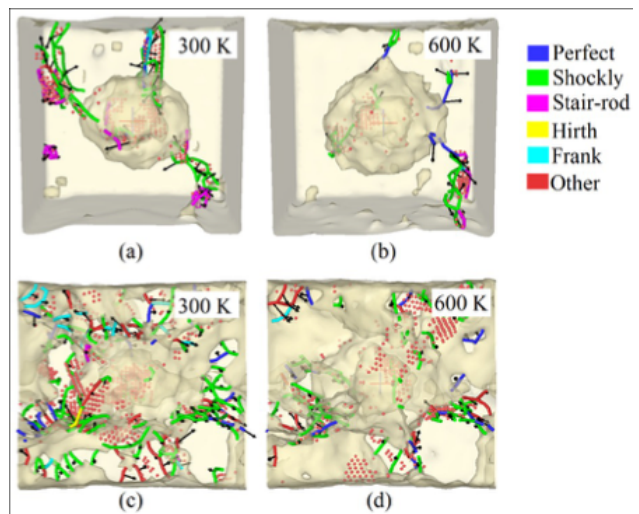 300 K
600 K
Perfect
Shockly
Stair-rod
Hirth
Frank
Other
(a)
(b)
300 K
600 K
(c)
(d)